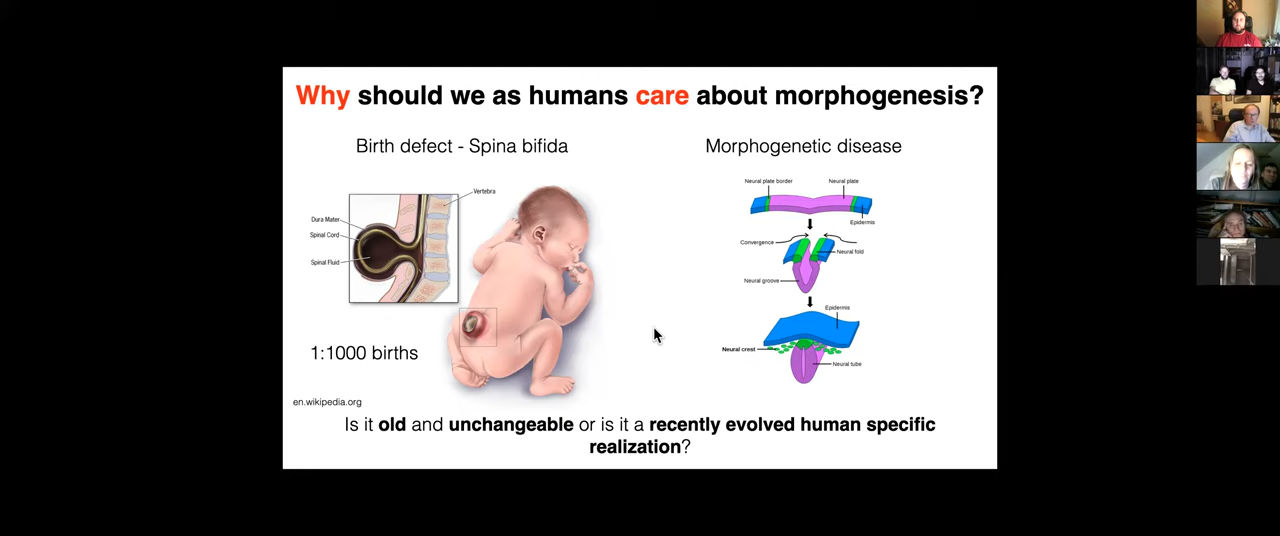 Why should we as humans care about morphogenesis?
Birth defect - Spina bifida
Morphogenetic disease
Vertebra
Dura Mater
Spinal Cord
Spinal Fluid
1:1000 births
en.wikipedia.org
Neural plate border
Neural plate
Epidermis
Convergence
Neural fold
Neural groove
Epidermis
Neural crest
Neural tube
Is it old and unchangeable or is it a recently evolved human specific
realization?